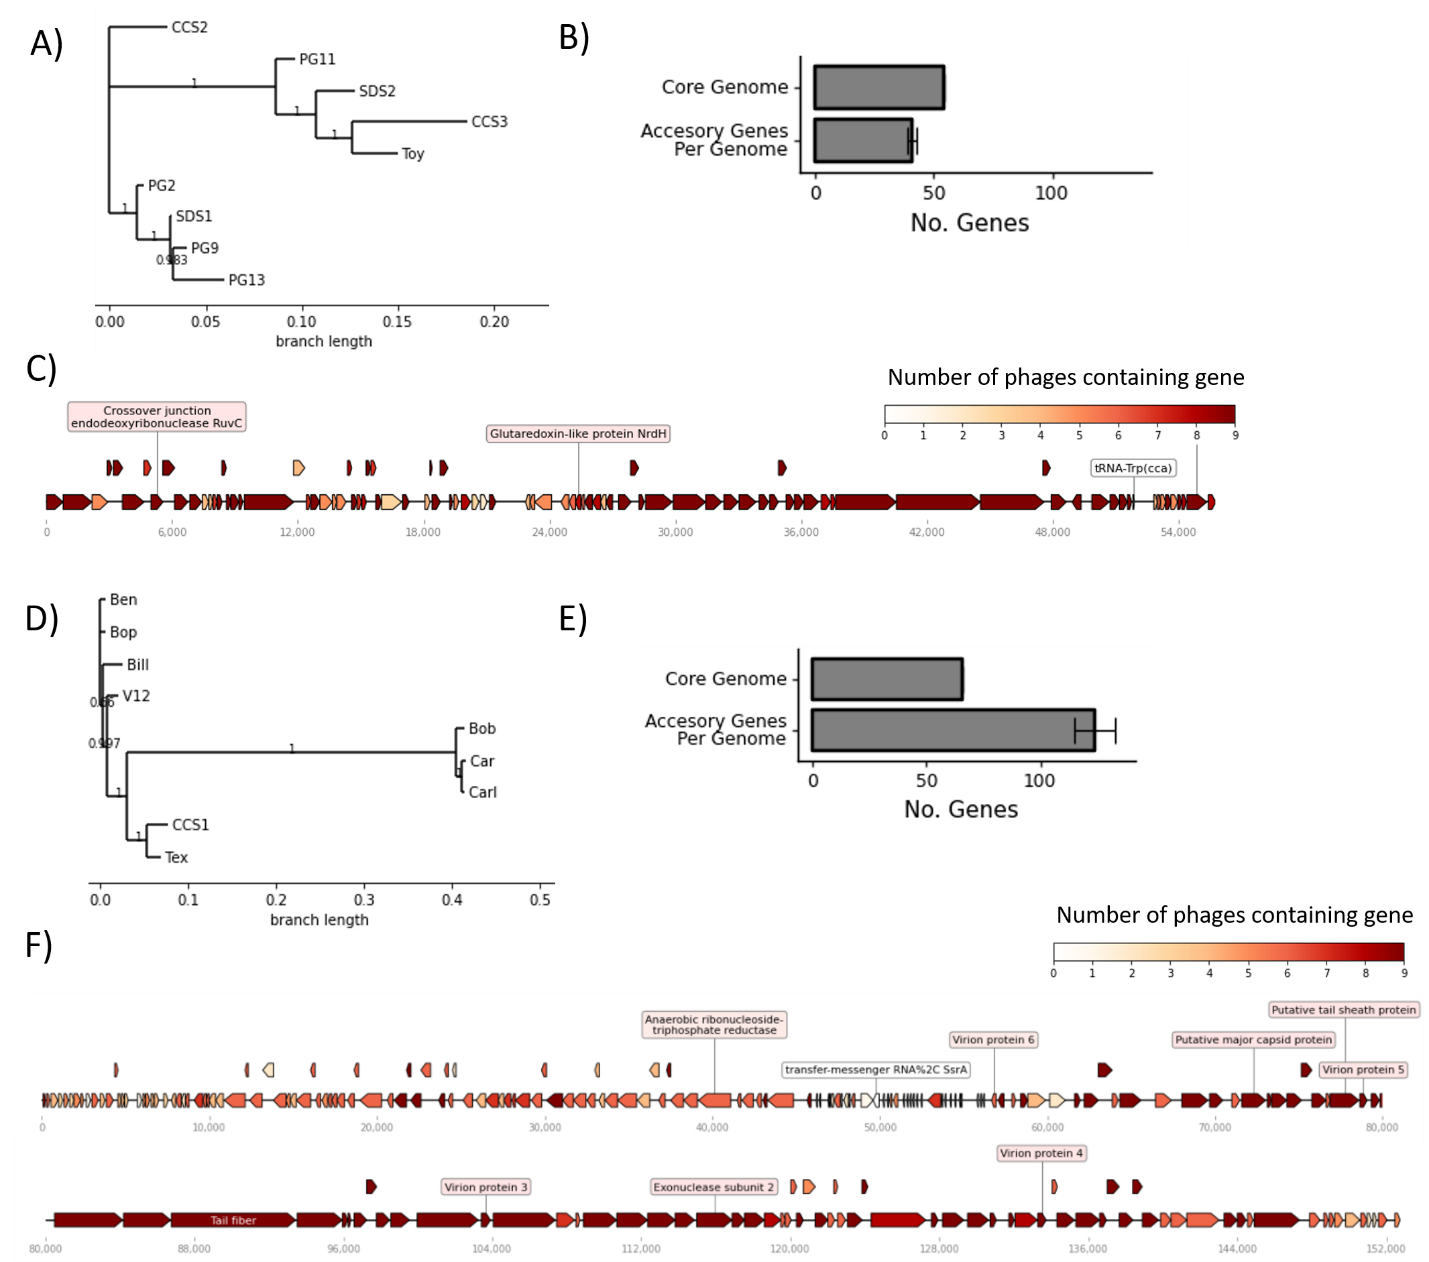 A)
CCS2
PG11
SDS2
CCS3
Toy
PG2
SDS1
PG9
PG13
1
1
1
1
1
0.983
0.00 0.05 0.10 0.15 0.20
branch length
B)
Core Genome
Accesory Genes
Per Genome
0 50 100
No. Genes
C)
Number of phages containing gene
0 1 2 3 4 5 6 7 8 9
Crossover junction
endodeoxyribonuclease RuvC
Glutaredoxin-like protein NrdH
tRNA-Trp(cca)
0 6,000 12,000 18,000 24,000 30,000 36,000 42,000 48,000 54,000
D)
Ben
Bop
Bill
V12
Bob
Car
Carl
CCS1
Tex
0.997
1
1
1
0.0 0.1 0.2 0.3 0.4 0.5
branch length
E)
Core Genome
Accesory Genes
Per Genome
0 50 100
No. Genes
F)
Number of phages containing gene
0 1 2 3 4 5 6 7 8 9
Anaerobic ribonucleoside-
triphosphate reductase
transfer-messenger RNA%2C SsrA
Virion protein 6
Putative major capsid protein
Putative tail sheath protein
Virion protein 5
0 10,000 20,000 30,000 40,000 50,000 60,000 70,000 80,000
Virion protein 3
Exonuclease subunit 2
Virion protein 4
Tail fiber
80,000 88,000 96,000 104,000 112,000 120,000 128,000 136,000 144,000 152,000